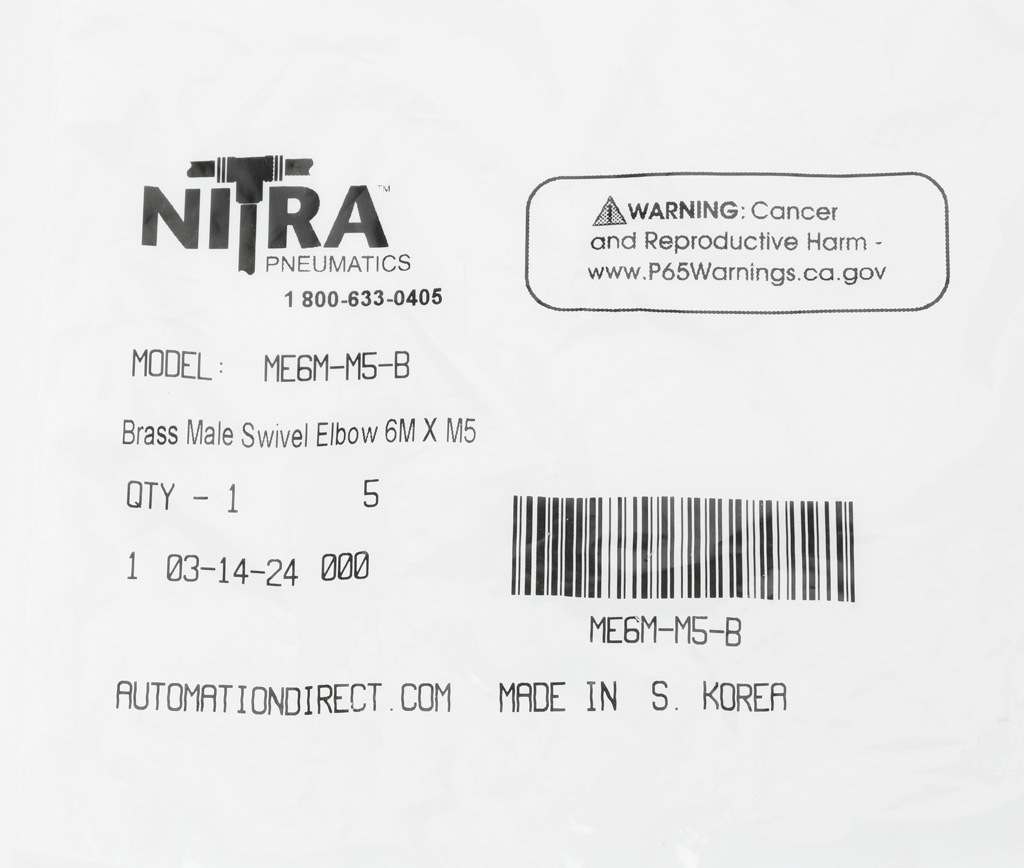 NITRA™
PNEUMATICS
1 800-633-0405
WARNING: Cancer
and Reproductive Harm -
www.P65Warnings.ca.gov
MODEL: ME6M-M5-B
Brass Male Swivel Elbow 6M X M5
QTY - 1 5
1 03-14-24 000
ME6M-M5-B
AUTOMATIONDIRECT.COM MADE IN S. KOREA